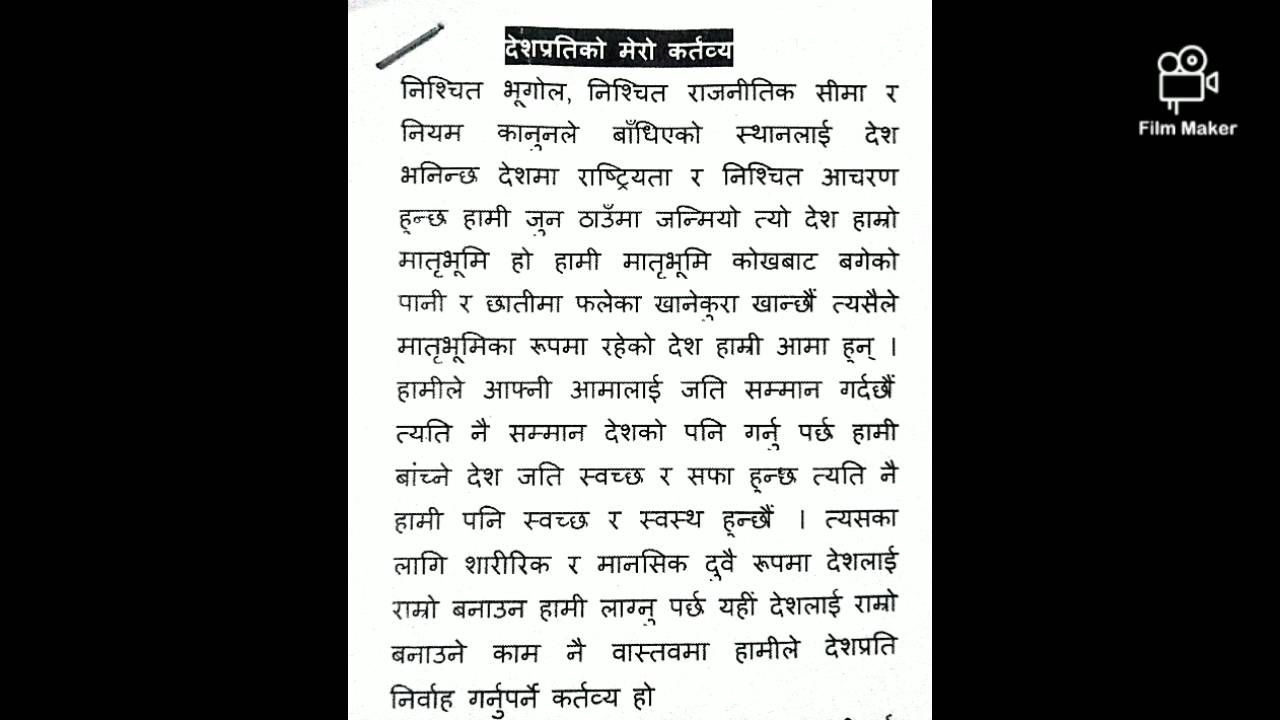 देशप्रतिको मेरो कर्तव्य
निश्चित भूगोल, निश्चित राजनीतिक सीमा र
नियम कानुनले बाँधिएको स्थानलाई देश
भनिन्छ देशमा राष्ट्रियता र निश्चित आचरण
हुन्छ हामी जुन ठाउँमा जन्मियो त्यो देश हाम्रो
मातृभूमि हो हामी मातृभूमि कोखबाट बगेको
पानी र छातीमा फलेका खानेकुरा खान्छौं त्यसैले
मातृभूमिका रूपमा रहेको देश हाम्री आमा हुन् ।
हामीले आफ्नी आमालाई जति सम्मान गर्दछौं
त्यति नै सम्मान देशको पनि गर्नु पर्छ हामी
बांच्ने देश जति स्वच्छ र सफा हुन्छ त्यति नै
हामी पनि स्वच्छ र स्वस्थ हुन्छौं । त्यसका
लागि शारीरिक र मानसिक दुवै रूपमा देशलाई
राम्रो बनाउन हामी लाग्नु पर्छ यहीं देशलाई राम्रो
बनाउने काम नै वास्तवमा हामीले देशप्रति
निर्वाह गर्नुपर्ने कर्तव्य हो
Film Maker